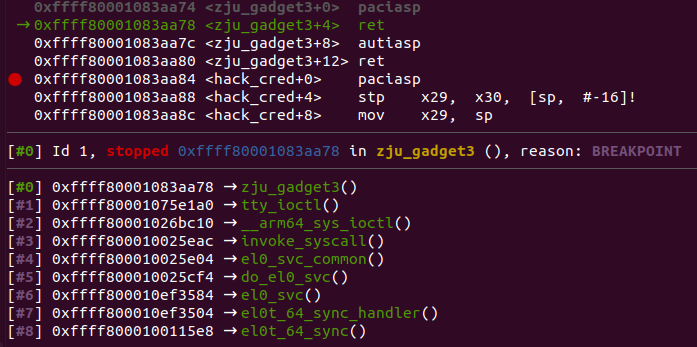 0xffff80001083aa74 <zju_gadget3+0> paciasp
→0xffff80001083aa78 <zju_gadget3+4> ret
0xffff80001083aa7c <zju_gadget3+8> autiasp
0xffff80001083aa80 <zju_gadget3+12> ret
0xffff80001083aa84 <hack_cred+0> paciasp
0xffff80001083aa88 <hack_cred+4> stp x29, x30, [sp, #-16]!
0xffff80001083aa8c <hack_cred+8> mov x29, sp
[#0] Id 1, stopped 0xffff80001083aa78 in zju_gadget3 (), reason: BREAKPOINT
[#0] 0xffff80001083aa78 → zju_gadget3()
[#1] 0xffff80001075e1a0 → tty_ioctl()
[#2] 0xffff80001026bc10 → __arm64_sys_ioctl()
[#3] 0xffff800010025eac → invoke_syscall()
[#4] 0xffff800010025e04 → el0_svc_common()
[#5] 0xffff800010025cf4 → do_el0_svc()
[#6] 0xffff800010ef3584 → el0_svc()
[#7] 0xffff800010ef3504 → el0t_64_sync_handler()
[#8] 0xffff8000100115e8 → el0t_64_sync()